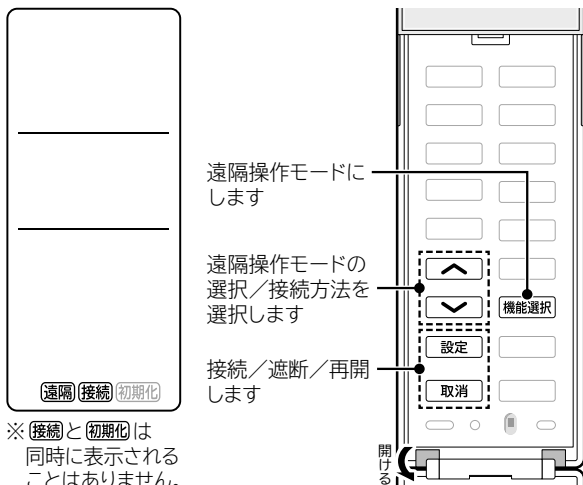 遠隔 接続 初期化
※接続と初期化は
同時に表示される
ことはありません。
遠隔操作モードに
します
遠隔操作モードの
選択／接続方法を
選択します
接続／遮断／再開
します
機能選択
設定
取消
開ける